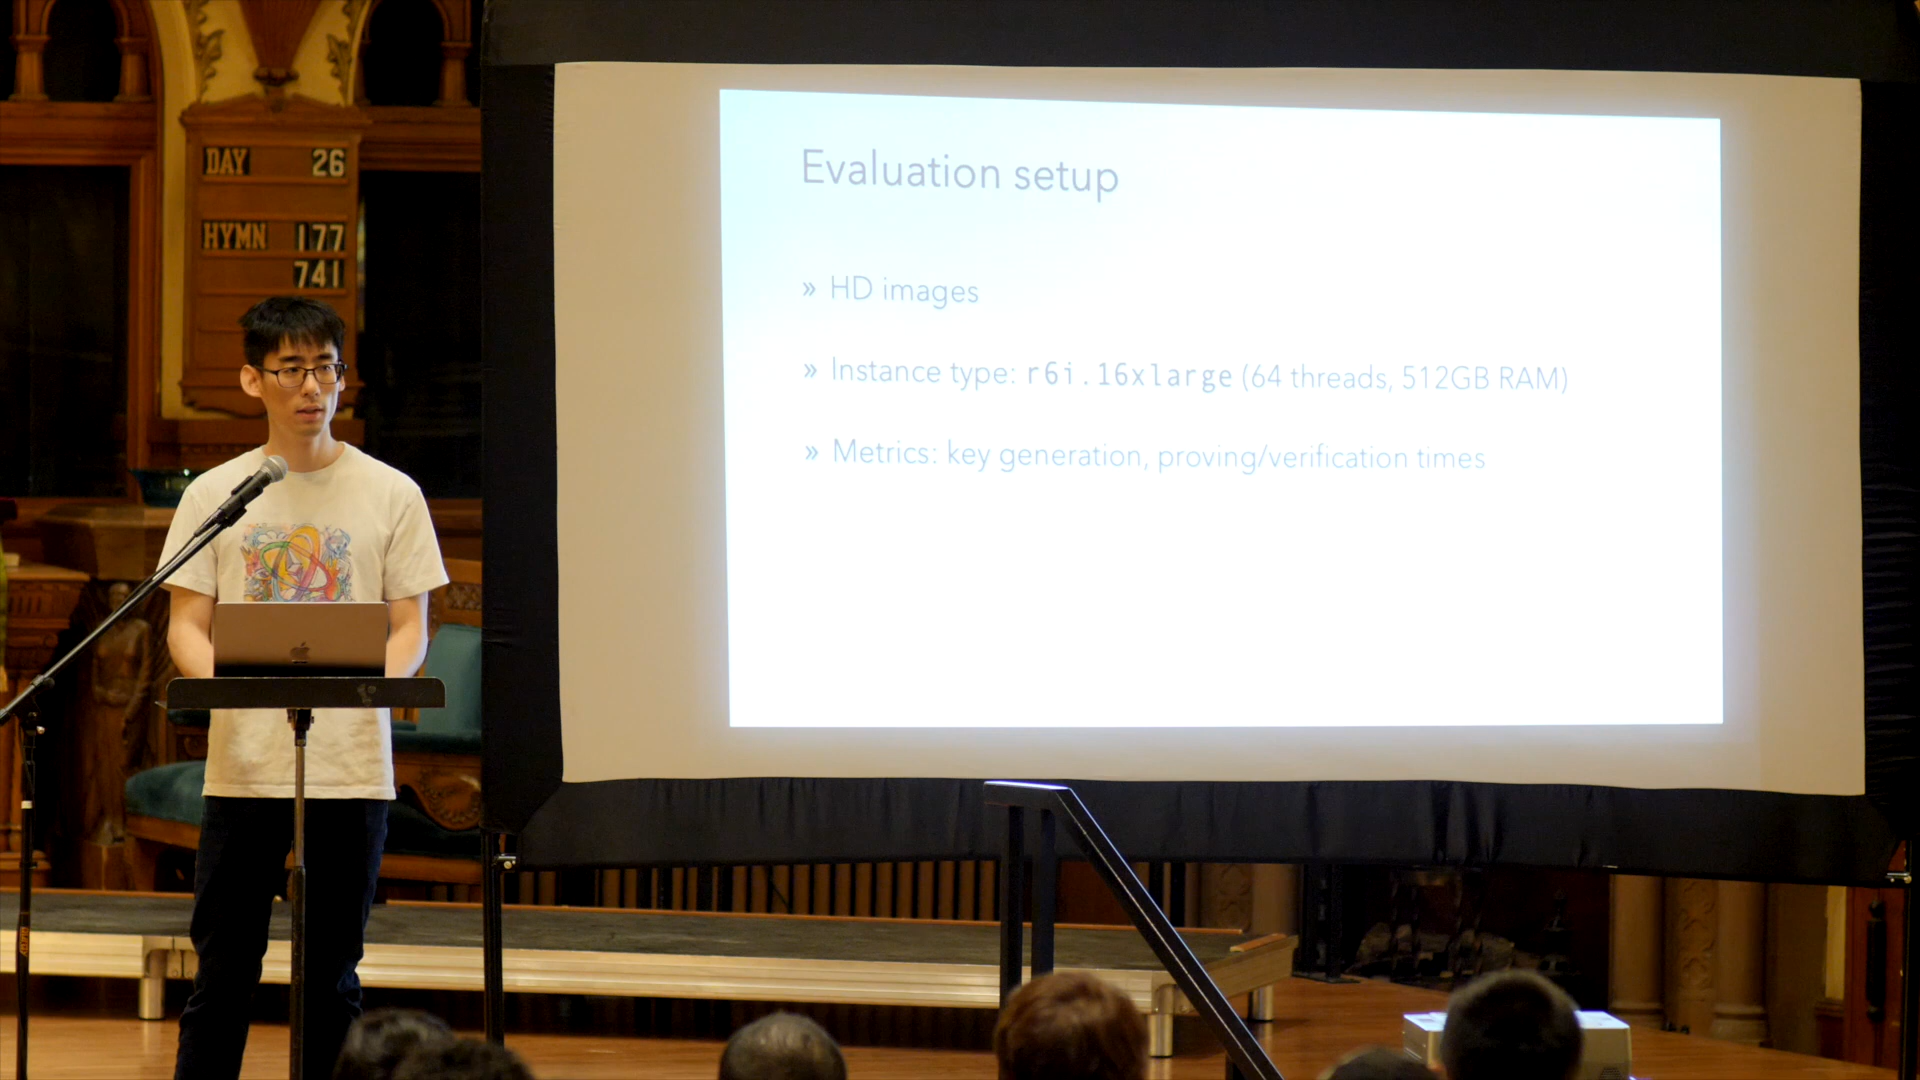 DAY 26
HYMN 177
741
Evaluation setup
» HD images
» Instance type: r6i.16xlarge (64 threads, 512GB RAM)
» Metrics: key generation, proving/verification times